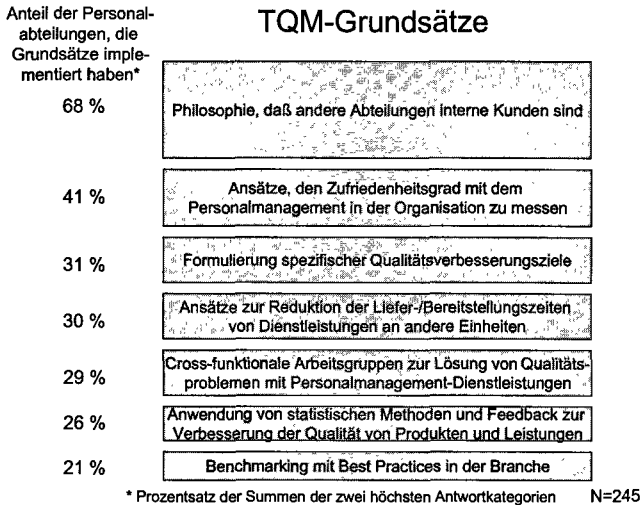 Anteil der Personal-
abteilungen, die
Grundsätze imple-
mentiert haben*
TQM-Grundsätze
68 %
Philosophie, daß andere Abteilungen interne Kunden sind
41 %
Ansätze, den Zufriedenheitsgrad mit dem
Personalmanagement in der Organisation zu messen
31 %
Formulierung spezifischer Qualitätsverbesserungsziele
30 %
Ansätze zur Reduktion der Liefer-/Bereitstellungszeiten
von Dienstleistungen an andere Einheiten
29 %
Cross-funktionale Arbeitsgruppen zur Lösung von Qualitäts-
problemen mit Personalmanagement-Dienstleistungen
26 %
Anwendung von statistischen Methoden und Feedback zur
Verbesserung der Qualität von Produkten und Leistungen
21 %
Benchmarking mit Best Practices in der Branche
* Prozentsatz der Summen der zwei höchsten Antwortkategorien N=245